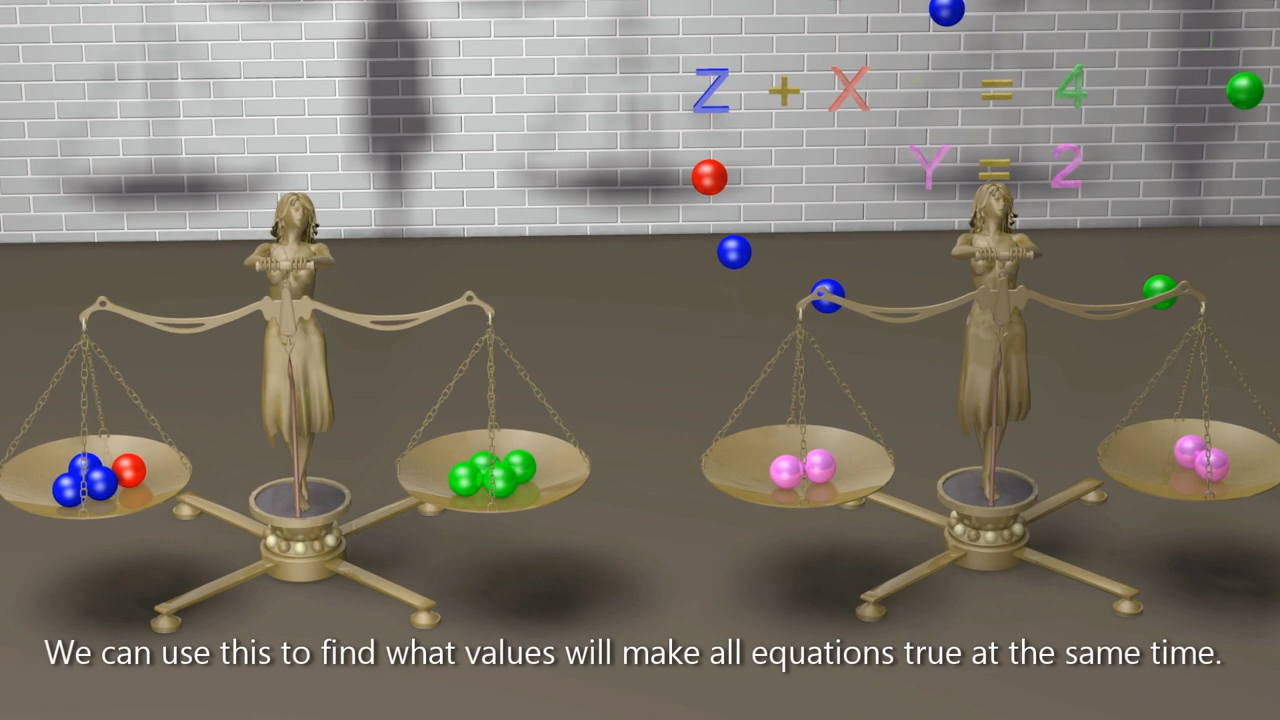 Z + X = 4
Y = 2
We can use this to find what values will make all equations true at the same time.